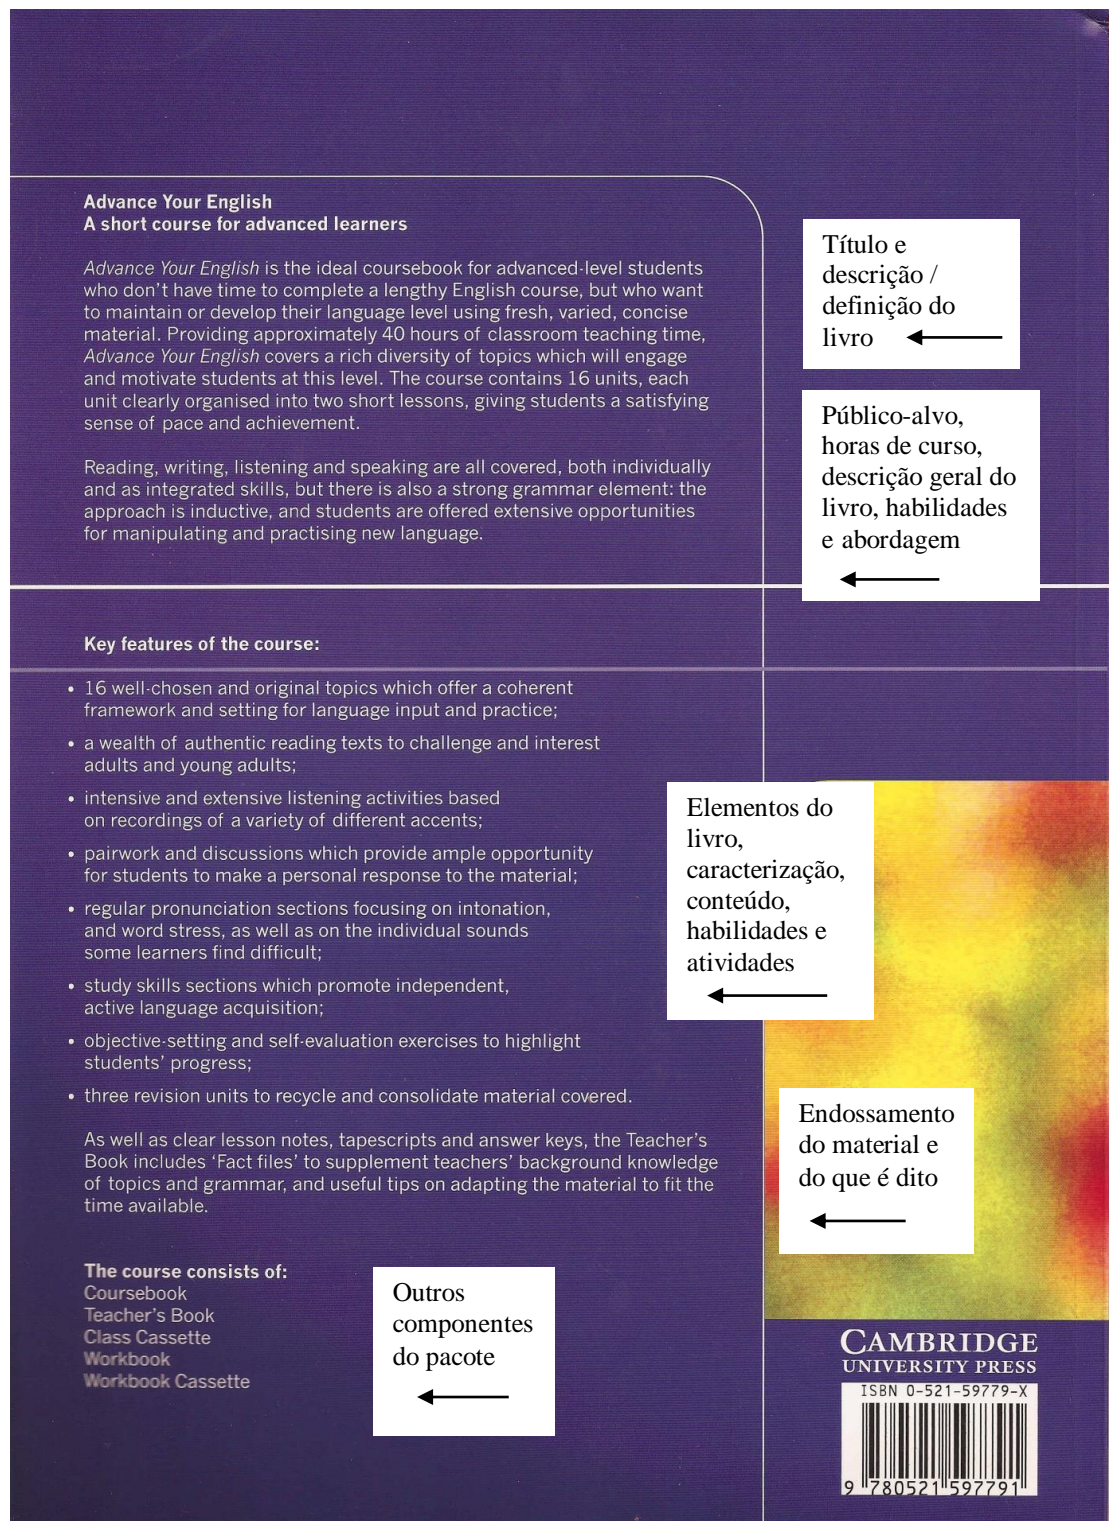 Advance Your English
A short course for advanced learners
Advance Your English is the ideal coursebook for advanced-level students
who don't have time to complete a lengthy English course, but who want
to maintain or develop their language level using fresh, varied, concise
material. Providing approximately 40 hours of classroom teaching time,
Advance Your English covers a rich diversity of topics which will engage
and motivate students at this level. The course contains 16 units, each
unit clearly organised into two short lessons, giving students a satisfying
sense of pace and achievement.
Reading, writing, listening and speaking are all covered, both individually
and as integrated skills, but there is also a strong grammar element: the
approach is inductive, and students are offered extensive opportunities
for manipulating and practising new language.
Título e
descrição /
definição do
livro
Público-alvo,
horas de curso,
descrição geral do
livro, habilidades
e abordagem
Key features of the course:
• 16 well-chosen and original topics which offer a coherent
framework and setting for language input and practice;
• a wealth of authentic reading texts to challenge and interest
adults and young adults;
• intensive and extensive listening activities based
on recordings of a variety of different accents;
• pairwork and discussions which provide ample opportunity
for students to make a personal response to the material;
• regular pronunciation sections focusing on intonation,
and word stress, as well as on the individual sounds
some learners find difficult;
• study skills sections which promote independent,
active language acquisition;
• objective-setting and self-evaluation exercises to highlight
students' progress;
• three revision units to recycle and consolidate material covered.
Elementos do
livro,
caracterização,
conteúdo,
habilidades e
atividades
As well as clear lesson notes, tapescripts and answer keys, the Teacher's
Book includes 'Fact files' to supplement teachers' background knowledge
of topics and grammar, and useful tips on adapting the material to fit the
time available.
Endossamento
do material e
do que é dito
The course consists of:
Coursebook
Teacher's Book
Class Cassette
Workbook
Workbook Cassette
Outros
componentes
do pacote
CAMBRIDGE
UNIVERSITY PRESS
ISBN 0-521-59779-X
9 780521 597791